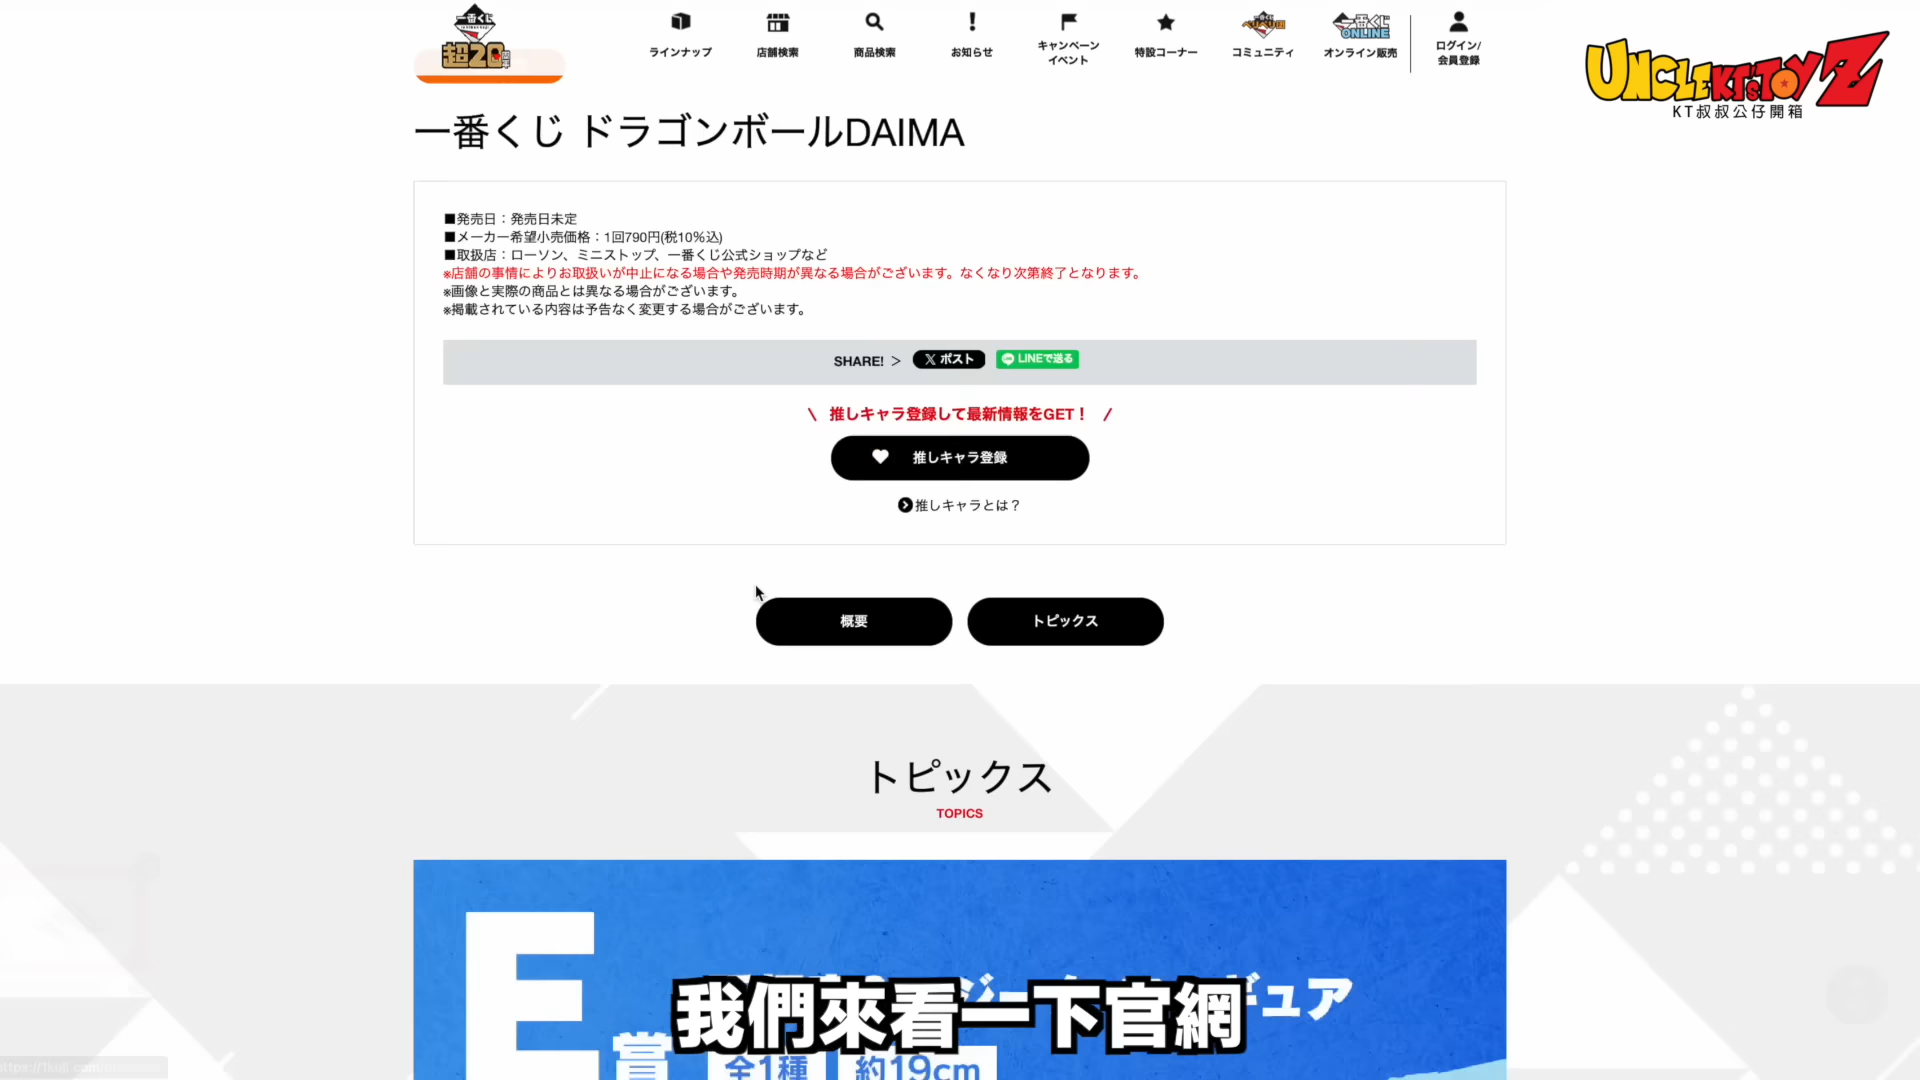 一番くじ
超20周年
ラインナップ
店舗検索
商品検索
お知らせ
キャンペーン
イベント
特設コーナー
コミュニティ
一番くじ
ONLINE
オンライン販売
ログイン/
会員登録
UNCLE KT'S TOY Z
KT叔叔公仔開箱
一番くじ ドラゴンボールDAIMA
■発売日：発売日未定
■メーカー希望小売価格：1回790円(税10%込)
■取扱店：ローソン、ミニストップ、一番くじ公式ショップなど
※店舗の事情によりお取扱いが中止になる場合や発売時期が異なる場合がございます。なくなり次第終了となります。
※画像と実際の商品とは異なる場合がございます。
※掲載されている内容は予告なく変更する場合がございます。
SHARE! ＞ X ポスト LINEで送る
\ 推しキャラ登録して最新情報をGET！ /
推しキャラ登録
推しキャラとは？
概要
トピックス
トピックス
TOPICS
E賞
我們來看一下官網
全1種 約19cm